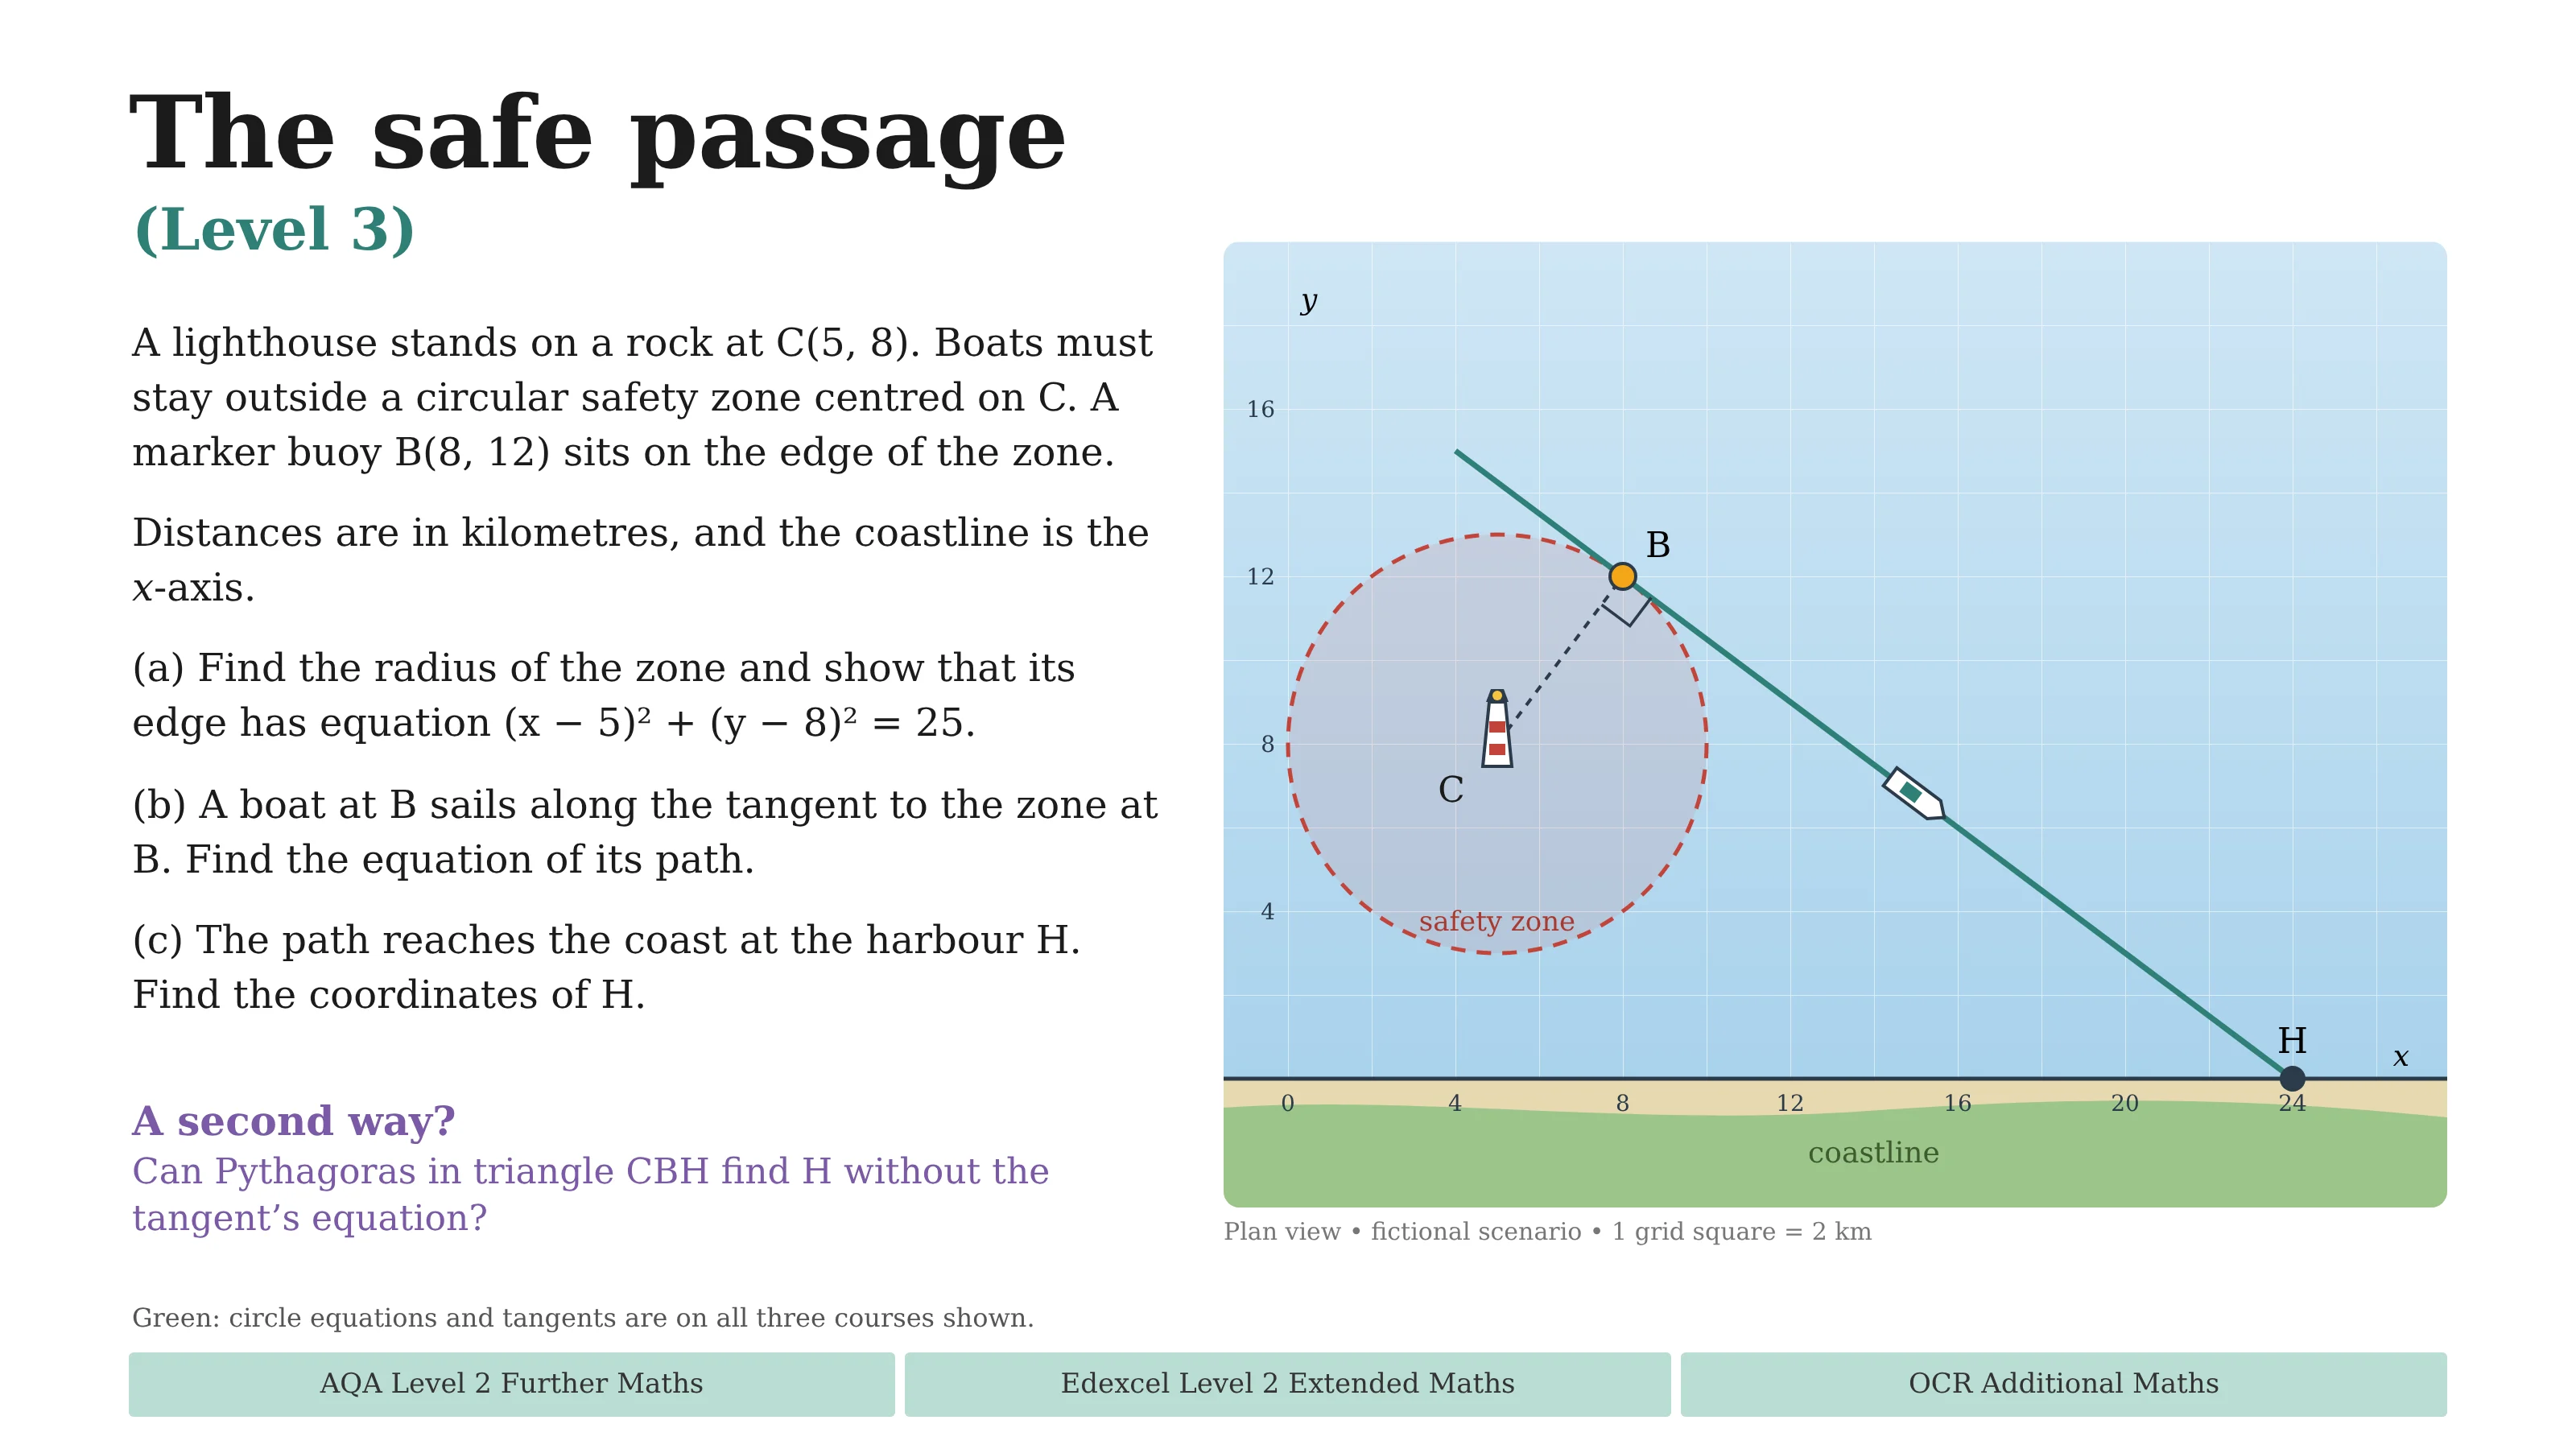 The safe passage
(Level 3)
A lighthouse stands on a rock at C(5, 8). Boats must
stay outside a circular safety zone centred on C. A
marker buoy B(8, 12) sits on the edge of the zone.
Distances are in kilometres, and the coastline is the
x-axis.
(a) Find the radius of the zone and show that its
edge has equation (x − 5)² + (y − 8)² = 25.
(b) A boat at B sails along the tangent to the zone at
B. Find the equation of its path.
(c) The path reaches the coast at the harbour H.
Find the coordinates of H.
A second way?
Can Pythagoras in triangle CBH find H without the
tangent’s equation?
y
16
B
12
8
C
4
safety zone
H
x
0 4 8 12 16 20 24
coastline
Plan view • fictional scenario • 1 grid square = 2 km
Green: circle equations and tangents are on all three courses shown.
AQA Level 2 Further Maths
Edexcel Level 2 Extended Maths
OCR Additional Maths